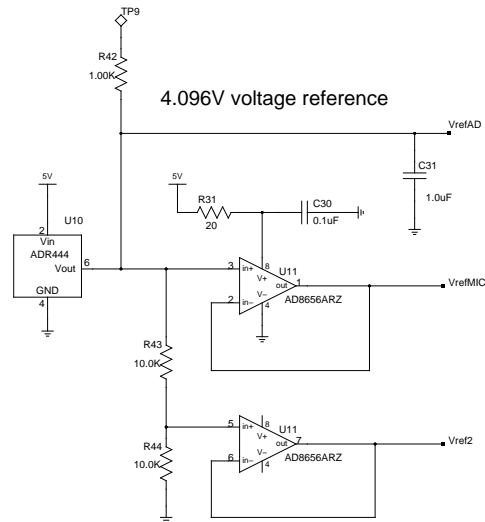 TP9
R42
1.00K
4.096V voltage reference
VrefAD
C31
1.0uF
5V
5V
R31
20
C30
0.1uF
U10
2
Vin
ADR444
Vout
6
GND
4
3
in+
8
V+
U11
out
1
VrefMIC
2
in-
V-
4
AD8656ARZ
R43
10.0K
5
in+
8
V+
U11
out
7
Vref2
R44
10.0K
6
in-
V-
4
AD8656ARZ